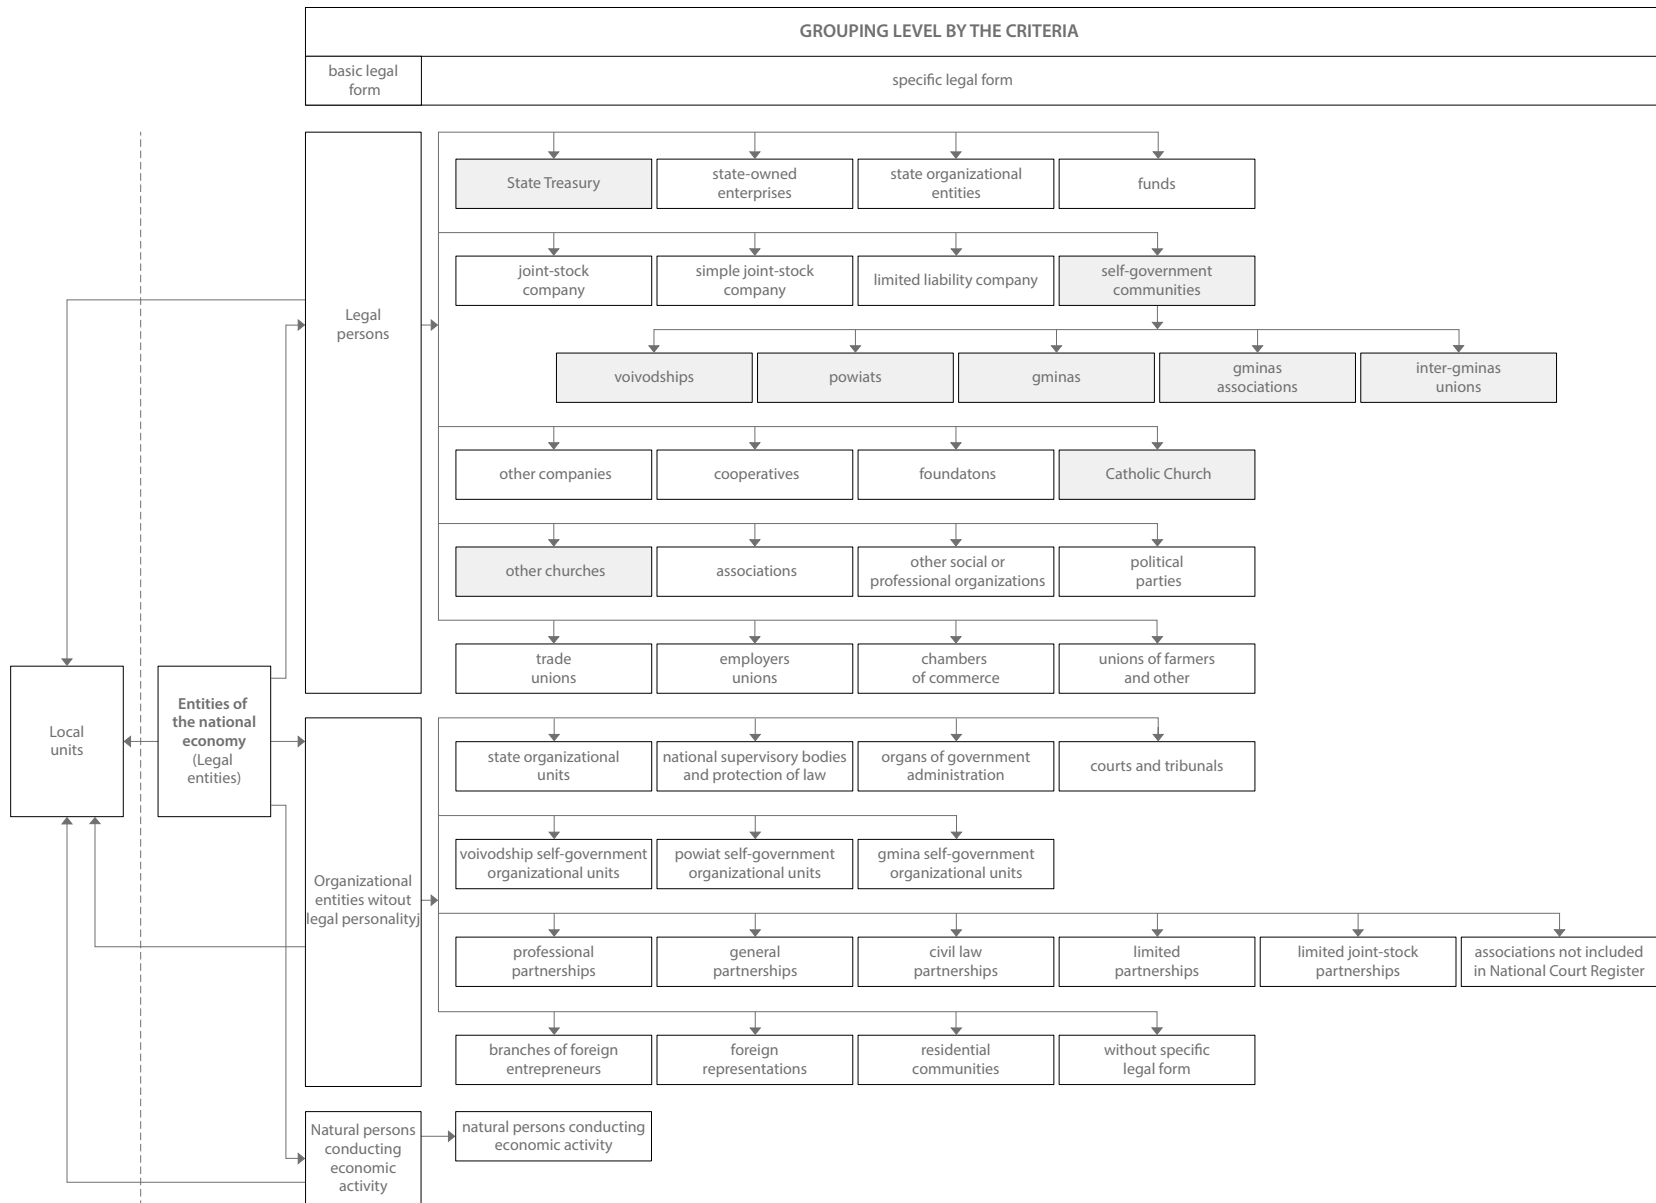 GROUPING LEVEL BY THE CRITERIA
basic legal
form
specific legal form
Legal
persons
State Treasury
state-owned
enterprises
state organizational
entities
funds
joint-stock
company
simple joint-stock
company
limited liability company
self-government
communities
voivodships
powiats
gminas
gminas
associations
inter-gminas
unions
other companies
cooperatives
foundatons
Catholic Church
other churches
associations
other social or
professional organizations
political
parties
trade
unions
employers
unions
chambers
of commerce
unions of farmers
and other
Local
units
Entities of
the national
economy
(Legal
entities)
Organizational
entities witout
legal personalityj
state organizational
units
national supervisory bodies
and protection of law
organs of government
administration
courts and tribunals
voivodship self-government
organizational units
powiat self-government
organizational units
gmina self-government
organizational units
professional
partnerships
general
partnerships
civil law
partnerships
limited
partnerships
limited joint-stock
partnerships
associations not included
in National Court Register
branches of foreign
entrepreneurs
foreign
representations
residential
communities
without specific
legal form
Natural persons
conducting
economic
activity
natural persons conducting
economic activity